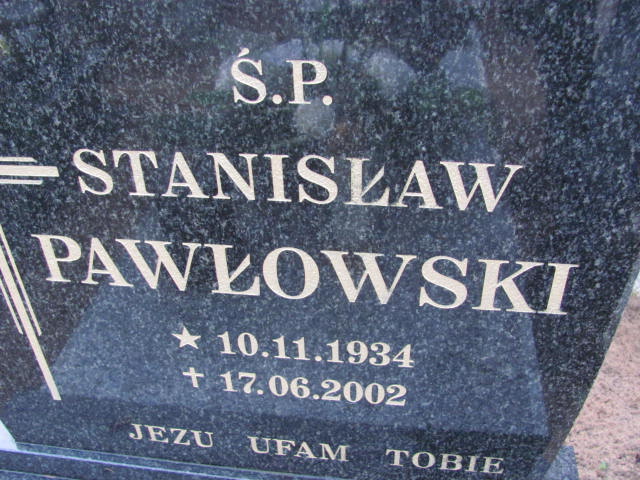 Ś.P.
STANISŁAW
PAWŁOWSKI
★ 10.11.1934
✝ 17.06.2002
JEZU UFAM TOBIE